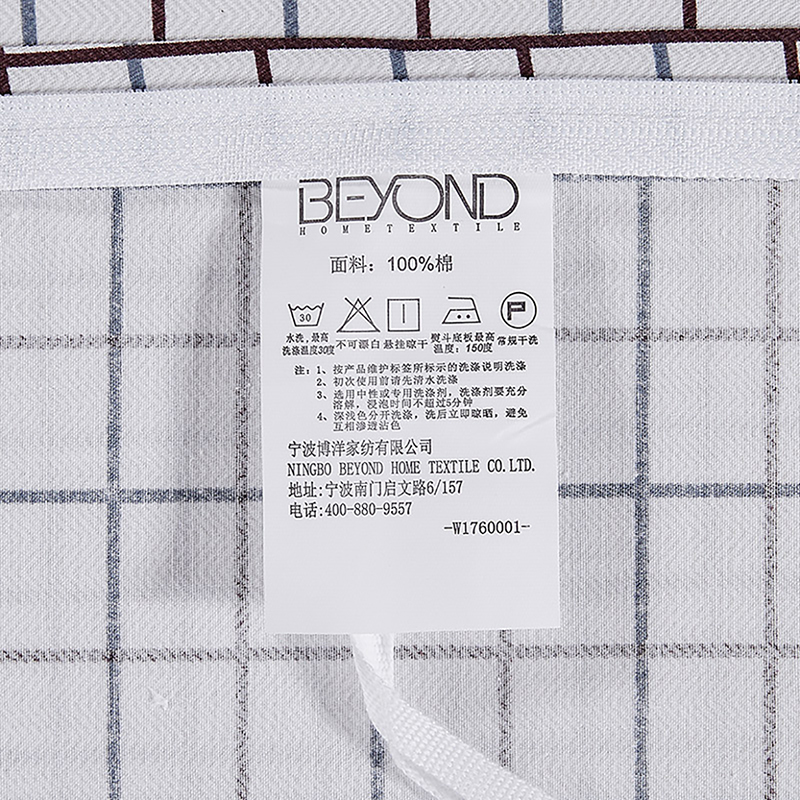 BEYOND
HOMETEXTILE
面料：100%棉
30
P
水洗，最高
洗涤温度30度
不可漂白
悬挂晾干
熨斗底板最高
温度：150度
常规干洗
注：1、按产品维护标签所标示的洗涤说明洗涤
2、初次使用前请先清水洗涤
3、选用中性或专用洗涤剂，洗涤剂要充分
溶解，浸泡时间不超过5分钟
4、深浅色分开洗涤，洗后立即晾晒，避免
互相渗透沾色
宁波博洋家纺有限公司
NINGBO BEYOND HOME TEXTILE CO.LTD.
地址:宁波南门启文路6/157
电话:400-880-9557
-W1760001-